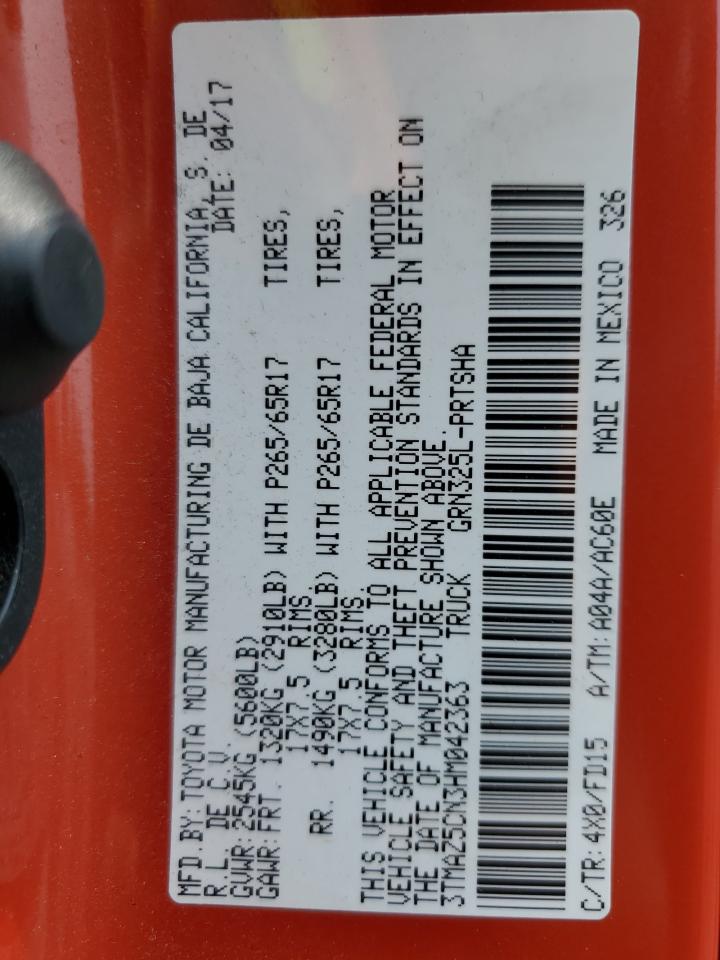 MFD.BY:TOYOTA MOTOR MANUFACTURING DE BAJA CALIFORNIA,S. DE
R.L. DE C.V. DATE: 04/17
GVWR:2545KG (5600LB)
GAWR:FRT. 1320KG (2910LB) WITH P265/65R17 TIRES,
17X7.5 RIMS.
RR. 1490KG (3280LB) WITH P265/65R17 TIRES,
17X7.5 RIMS.
THIS VEHICLE CONFORMS TO ALL APPLICABLE FEDERAL MOTOR
VEHICLE SAFETY AND THEFT PREVENTION STANDARDS IN EFFECT ON
THE DATE OF MANUFACTURE SHOWN ABOVE.
3TMAZ5CN3HM042363 TRUCK GRN325L-PRTSHA
C/TR:4X0/FD15 A/TM:A04A/AC60E MADE IN MEXICO 326